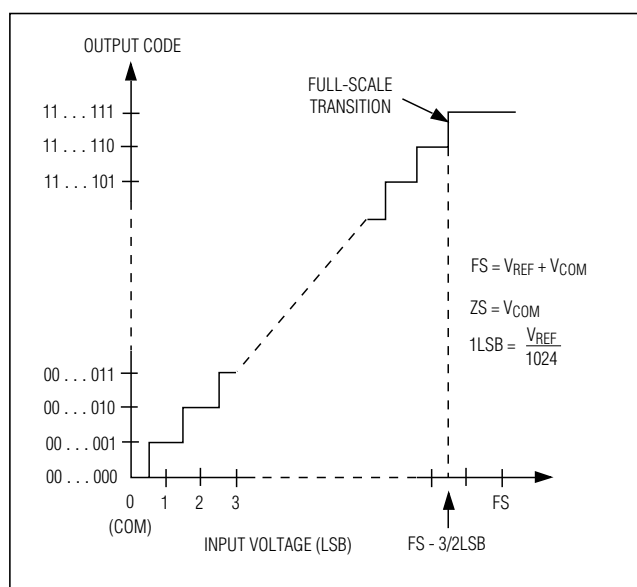 OUTPUT CODE
FULL-SCALE
TRANSITION
11 . . . 111
11 . . . 110
11 . . . 101
FS = VREF + VCOM
ZS = VCOM
1LSB = VREF
1024
00 . . . 011
00 . . . 010
00 . . . 001
00 . . . 000
0 1 2 3 FS
(COM)
INPUT VOLTAGE (LSB)
FS - 3/2LSB